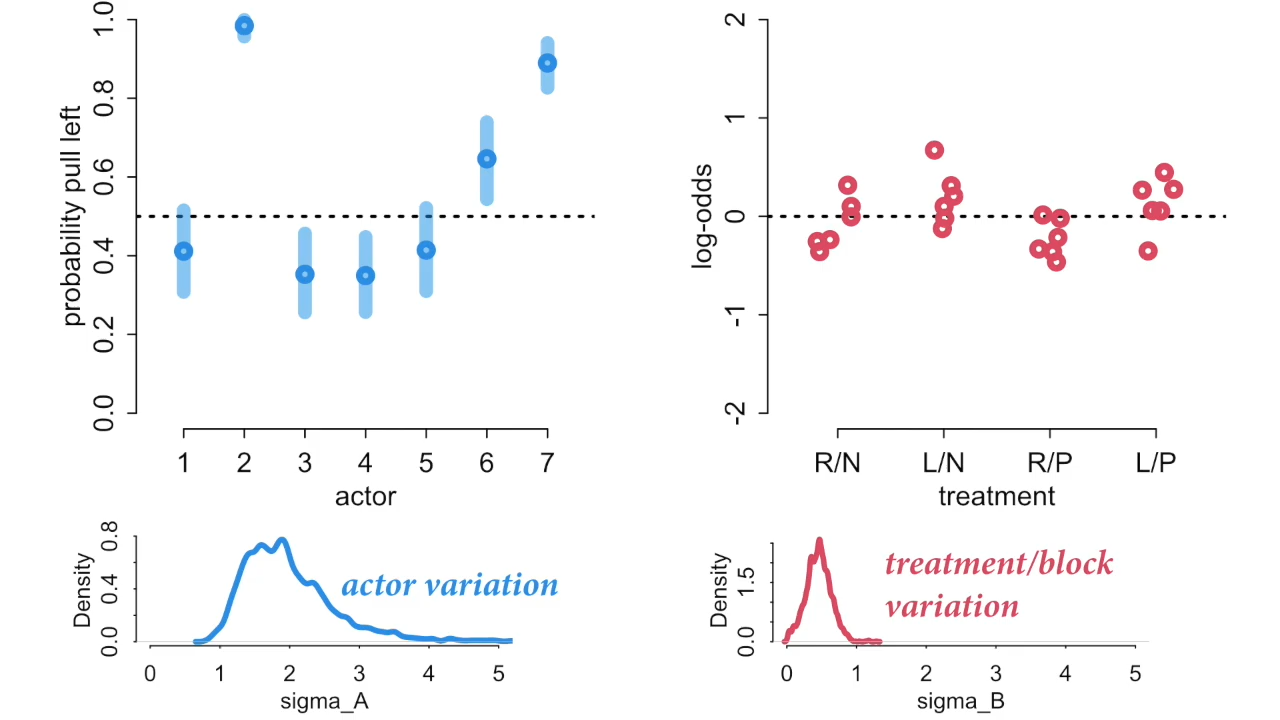 probability pull left
1.0
0.8
0.6
0.4
0.2
0.0
1 2 3 4 5 6 7
actor
log-odds
2
1
0
-1
-2
R/N L/N R/P L/P
treatment
Density
0.8
0.4
0.0
actor variation
0 1 2 3 4 5
sigma_A
Density
1.5
0.0
treatment/block
variation
0 1 2 3 4 5
sigma_B